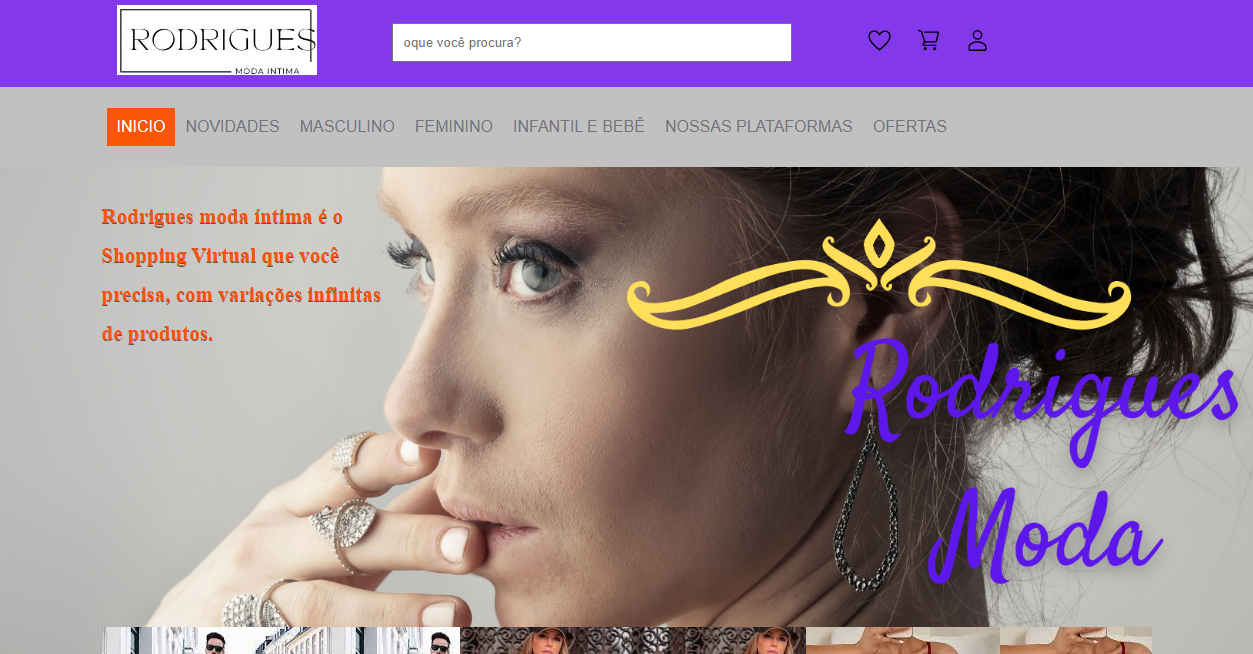 RODRIGUES
MODA INTIMA
oque você procura?
INICIO NOVIDADES MASCULINO FEMININO INFANTIL E BEBÊ NOSSAS PLATAFORMAS OFERTAS
Rodrigues moda íntima é o
Shopping Virtual que você
precisa, com variações infinitas
de produtos.
Rodrigues
Moda